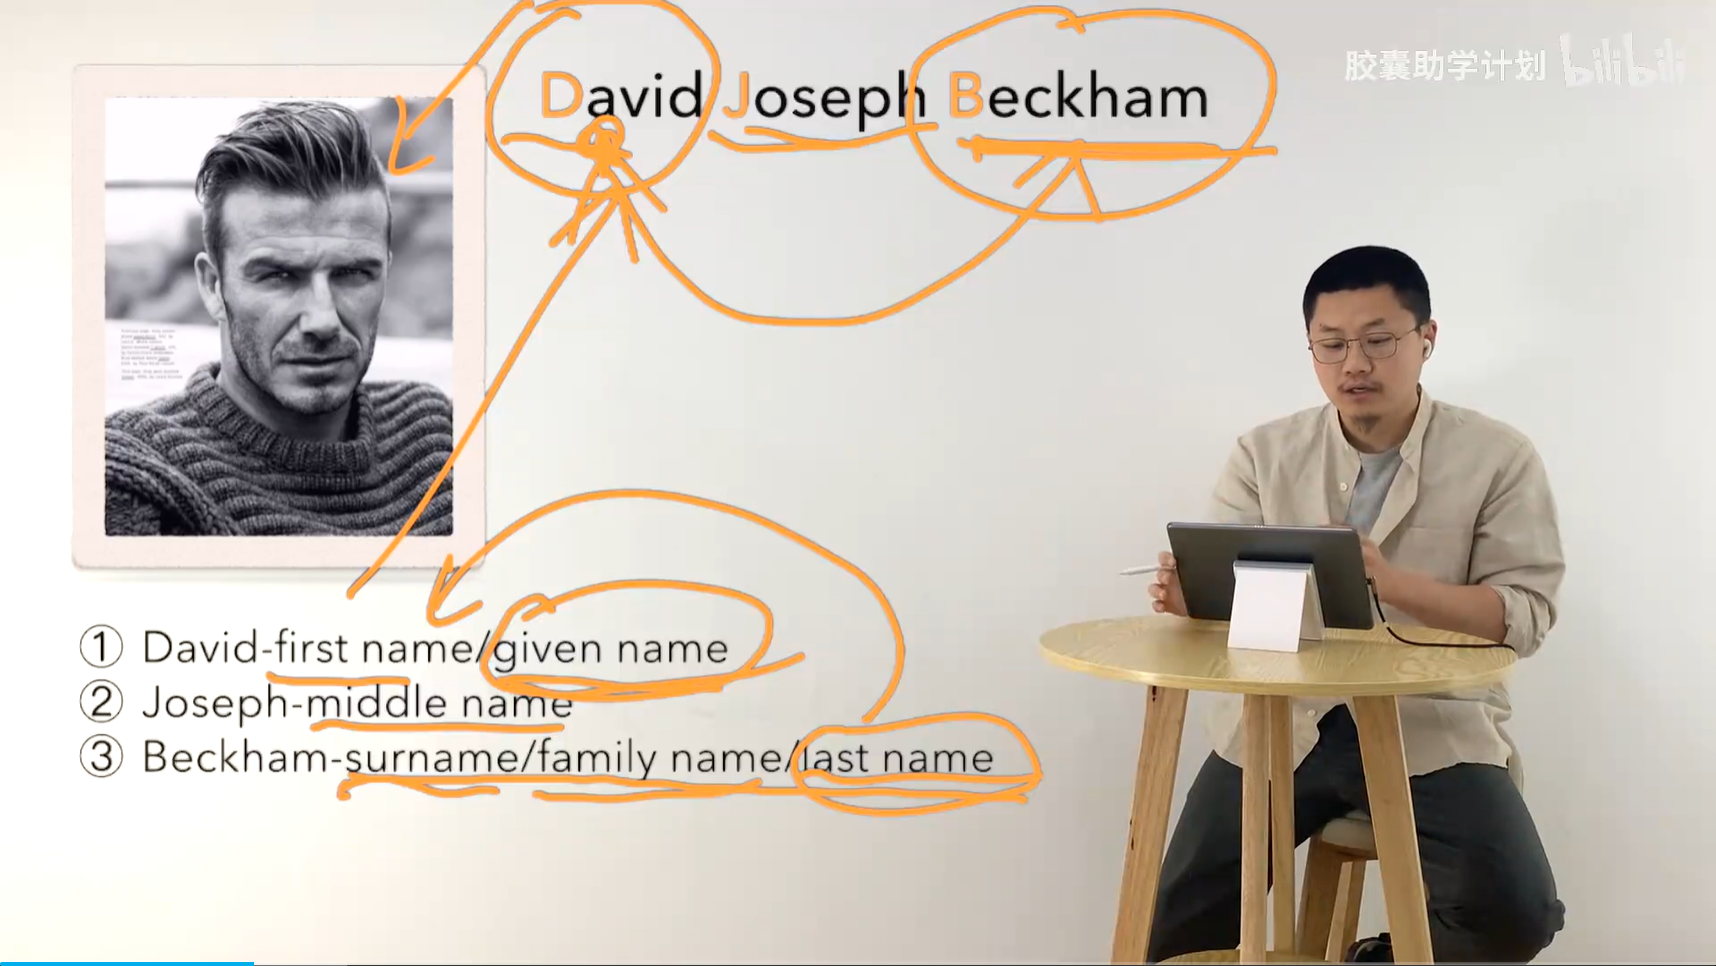 David Joseph Beckham
胶囊助学计划 bilibili
① David-first name/given name
② Joseph-middle name
③ Beckham-surname/family name/last name